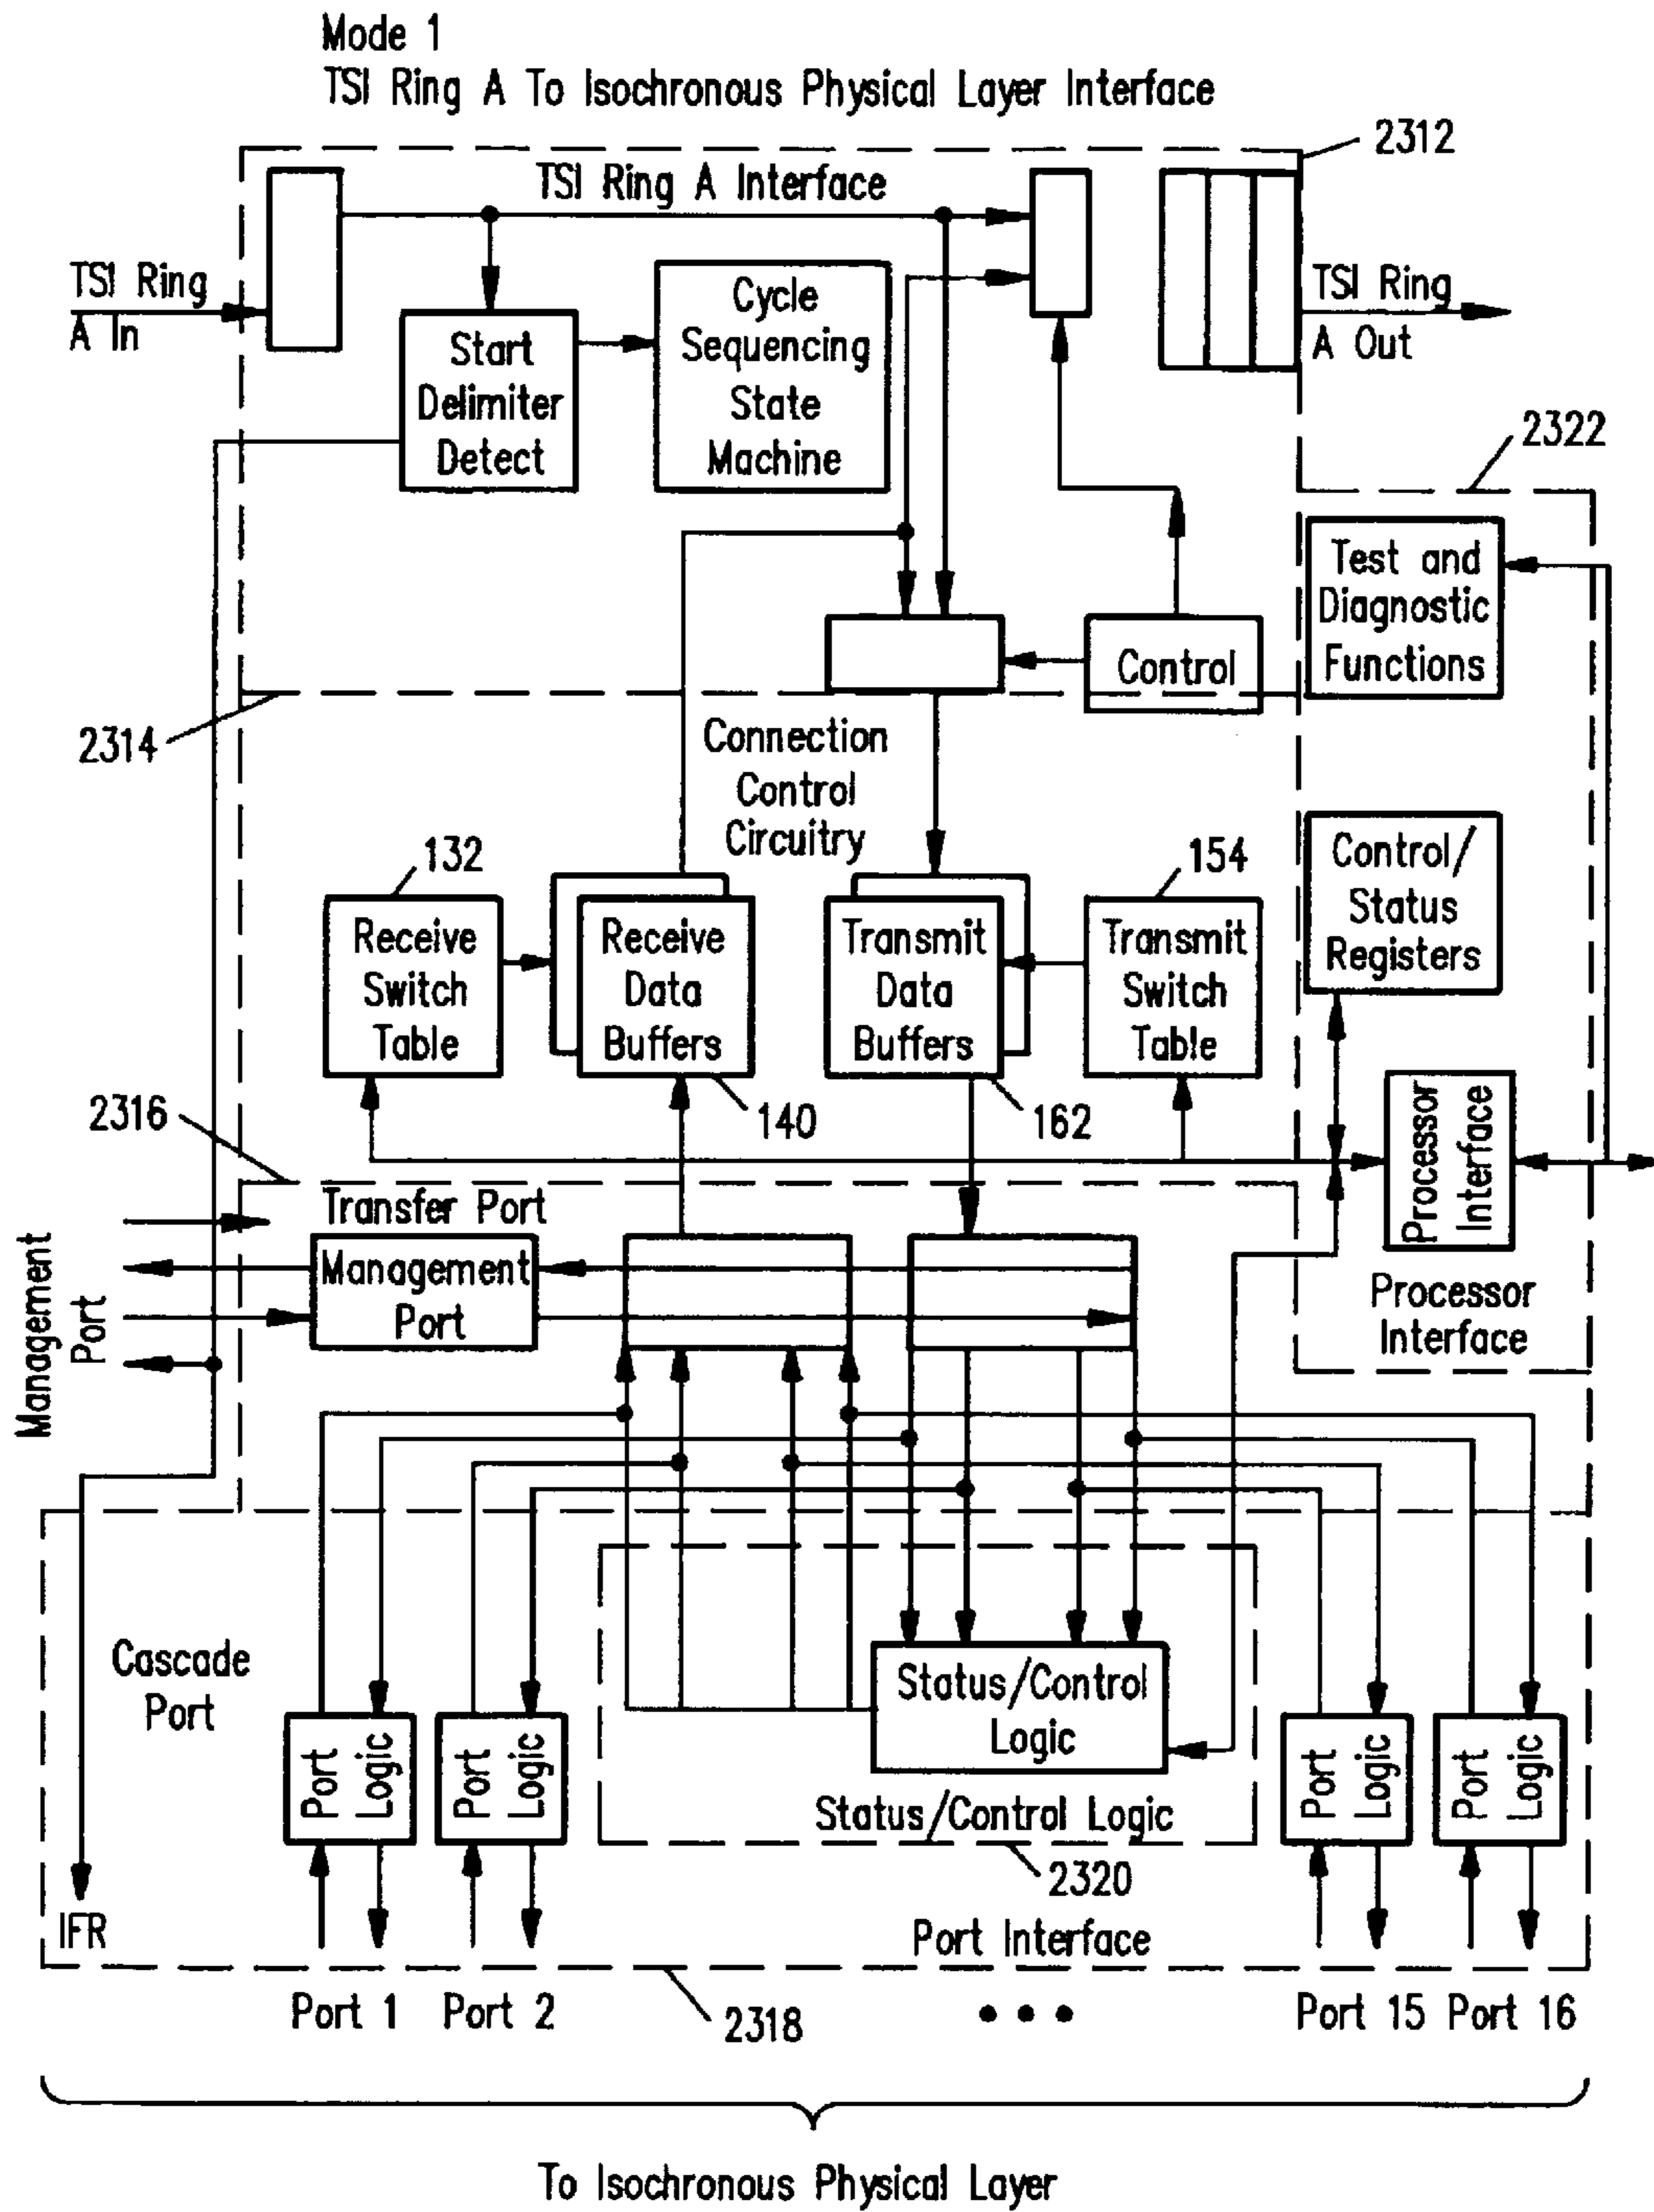 Mode 1
TSI Ring A To Isochronous Physical Layer Interface
2312
TSI Ring A Interface
TSI Ring
A In
Start
Delimiter
Detect
Cycle
Sequencing
State
Machine
TSI Ring
A Out
2322
Test and
Diagnostic
Functions
Control
2314
Connection
Control
Circuitry
132
154
Receive
Switch
Table
Receive
Data
Buffers
Transmit
Data
Buffers
Transmit
Switch
Table
Control/
Status
Registers
2316
140
162
Processor
Interface
Transfer Port
Management
Port
Management
Port
Processor
Interface
Cascade
Port
Port
Logic
Port
Logic
Status/Control
Logic
Status/Control Logic
2320
Port
Logic
Port
Logic
IFR
Port Interface
Port 1
Port 2
2318
• • •
Port 15
Port 16
To Isochronous Physical Layer